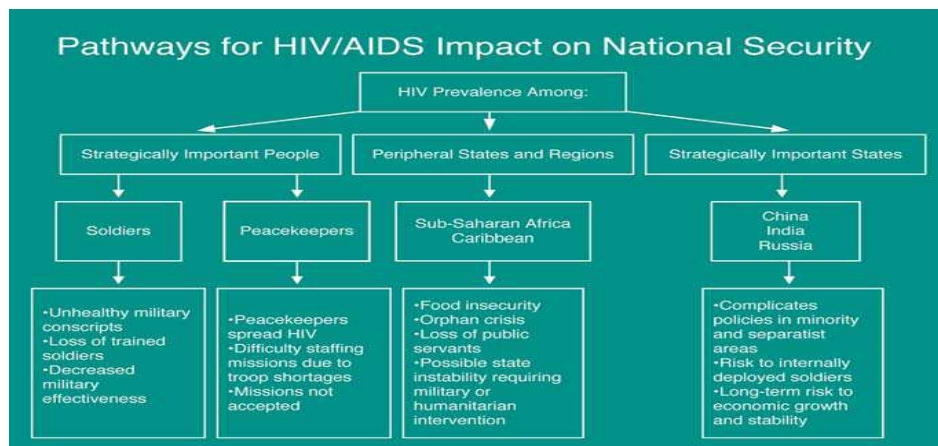 Pathways for HIV/AIDS Impact on National Security
HIV Prevalence Among:
Strategically Important People
Peripheral States and Regions
Strategically Important States
Soldiers
Peacekeepers
Sub-Saharan Africa
Caribbean
China
India
Russia
•Unhealthy military
conscripts
•Loss of trained
soldiers
•Decreased
military
effectiveness
•Peacekeepers
spread HIV
•Difficulty staffing
missions due to
troop shortages
•Missions not
accepted
•Food insecurity
•Orphan crisis
•Loss of public
servants
•Possible state
instability requiring
military or
humanitarian
intervention
•Complicates
policies in minority
and separatist
areas
•Risk to internally
deployed soldiers
•Long-term risk to
economic growth
and stability